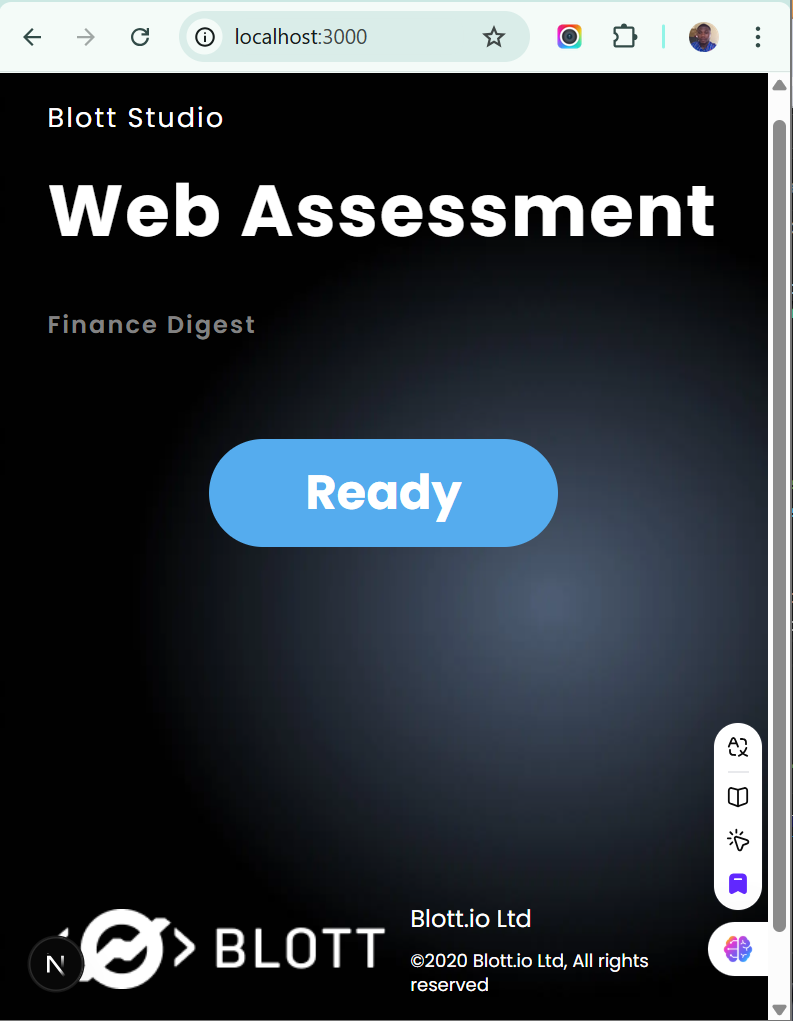 localhost:3000
Blott Studio
Web Assessment
Finance Digest
Ready
BLOTT
Blott.io Ltd
©2020 Blott.io Ltd, All rights
reserved
N